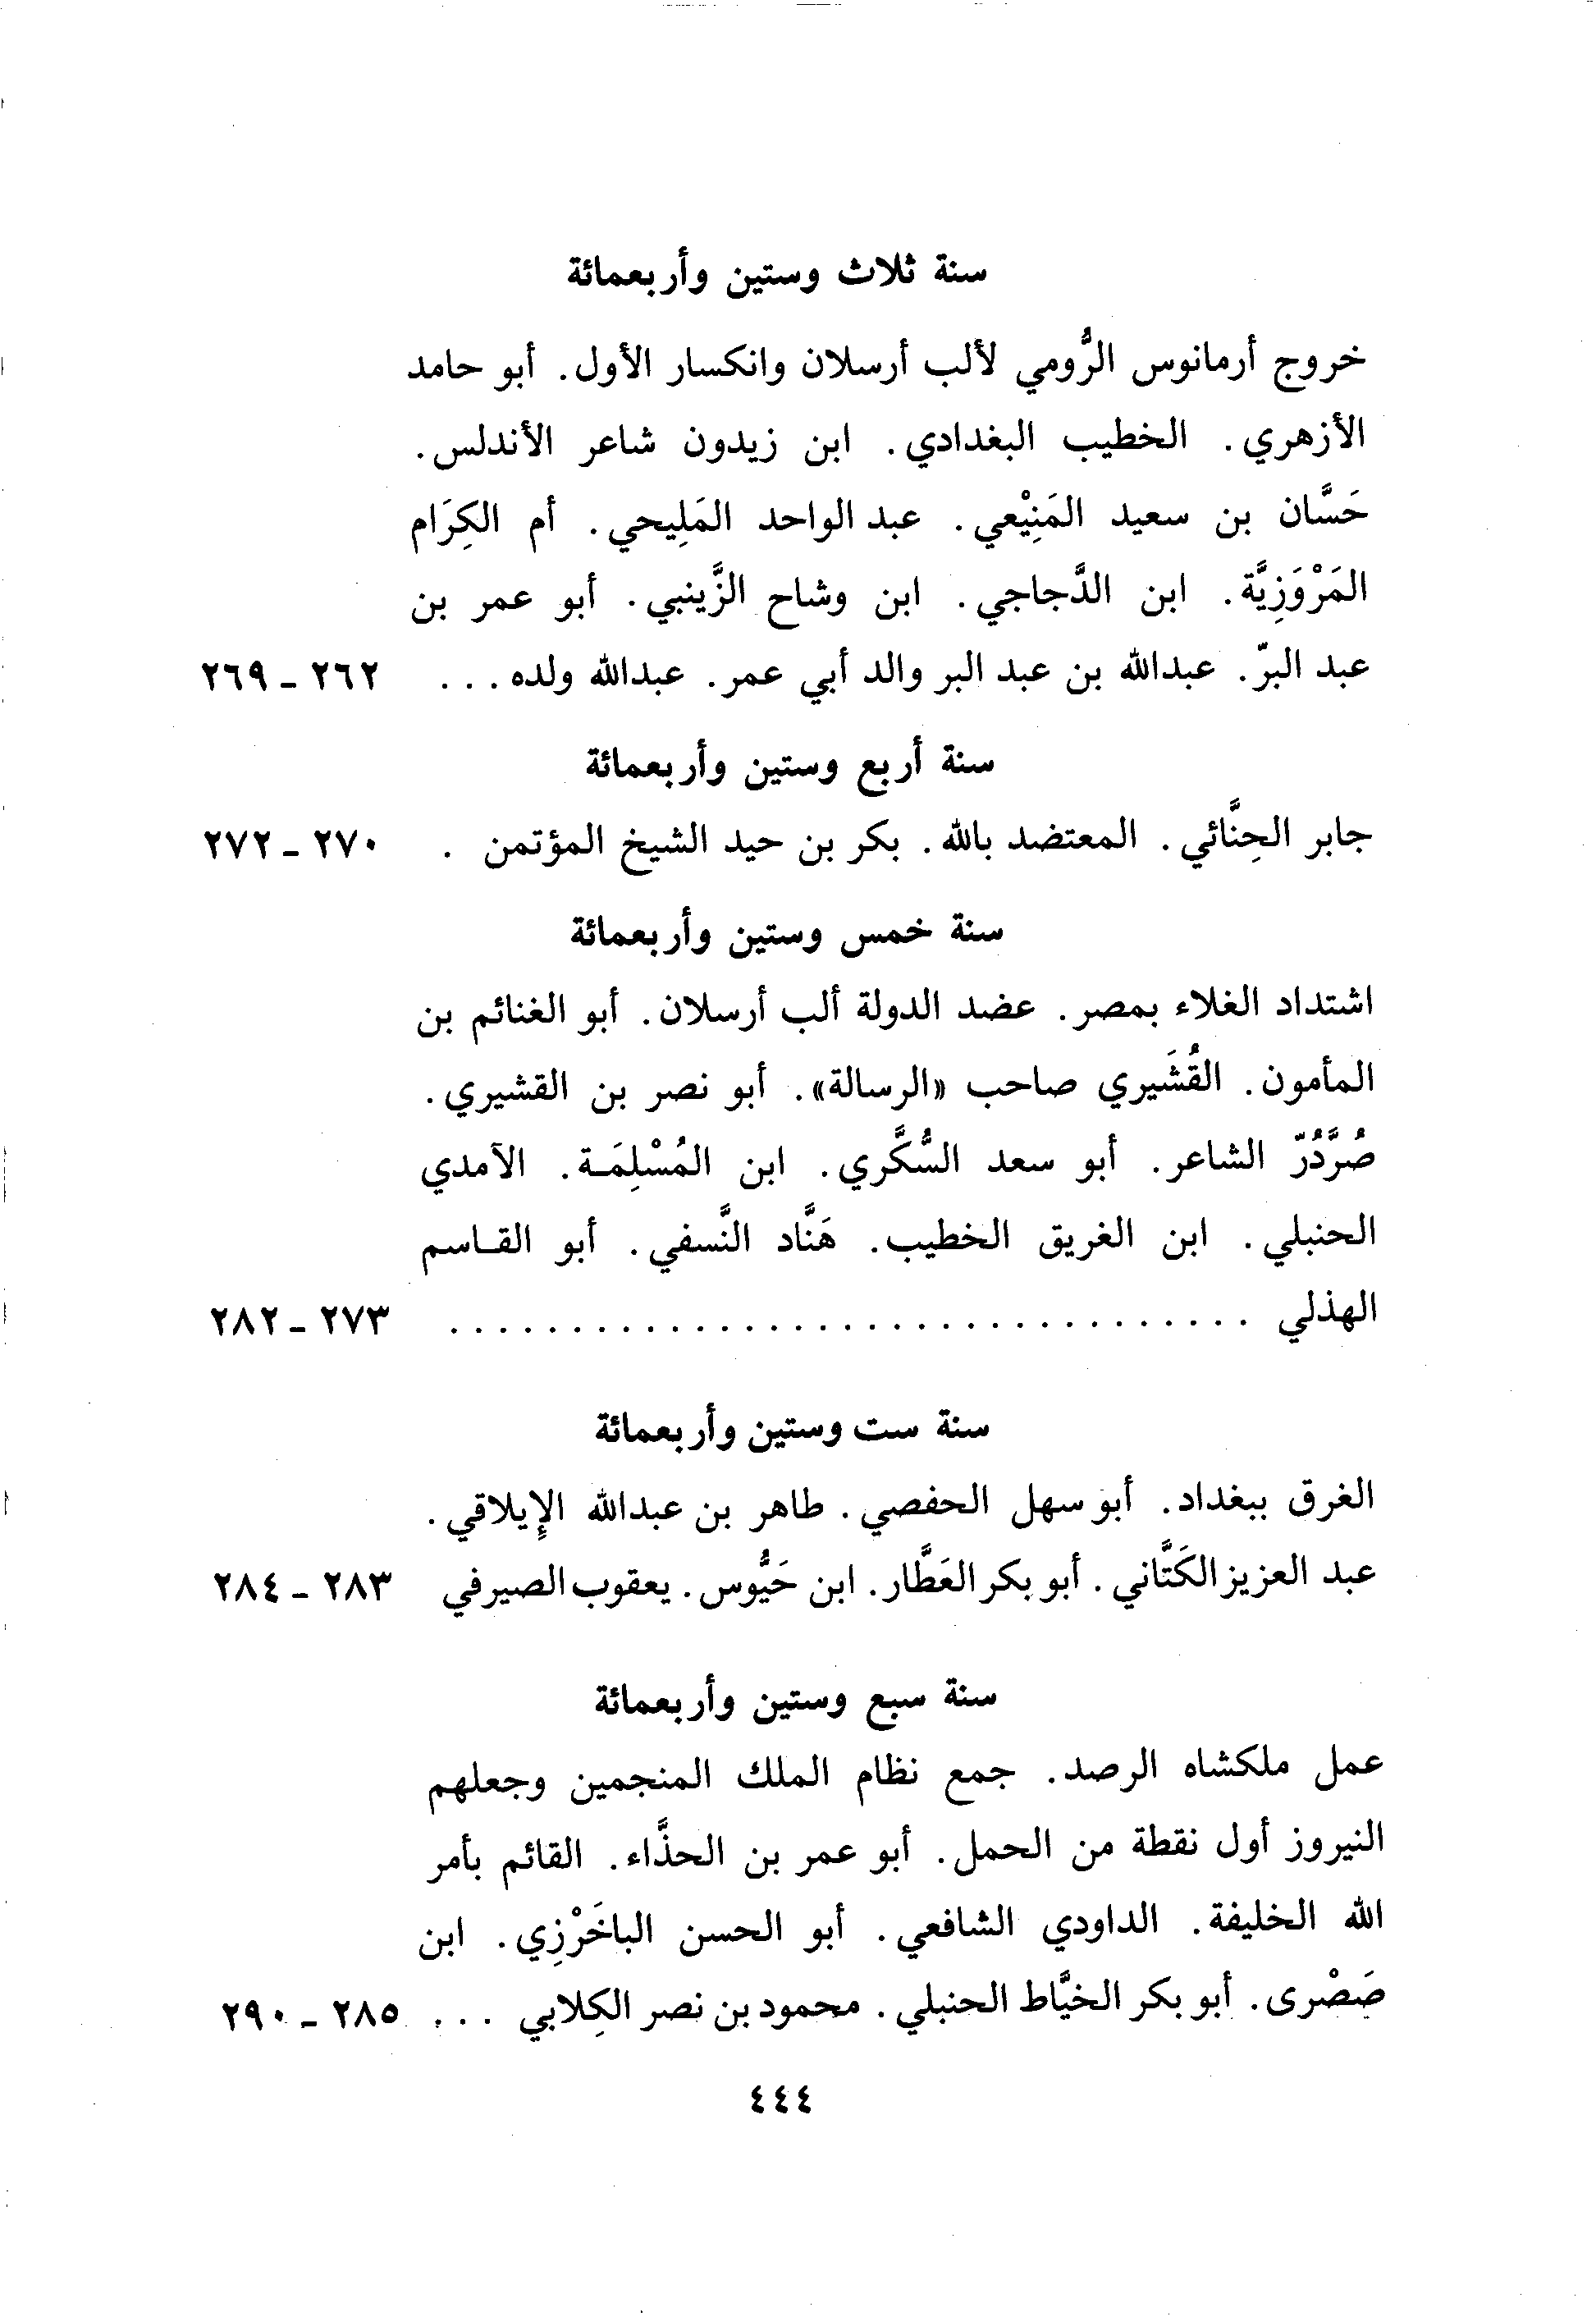 سنة ثلاث وستين وأربعمائة
خروج أرمانوس الرُّومي لألب أرسلان وانكسار الأول. أبو حامد
الأزهري. الخطيب البغدادي. ابن زيدون شاعر الأندلس.
حَسَّان بن سعيد المَنِيْعي. عبد الواحد المَلِيحي. أم الكِرَام
المَرْوَزِيَّة. ابن الدَّجاجي. ابن وشاح الزَّينبي. أبو عمر بن
عبد البرّ. عبدالله بن عبد البر والد أبي عمر. عبدالله ولده . . . ٢٦٢ - ٢٦٩
سنة أربع وستين وأربعمائة
جابر الحِنَّائي. المعتضد بالله. بكر بن حيد الشيخ المؤتمن . ٢٧٠ - ٢٧٢
سنة خمس وستين وأربعمائة
اشتداد الغلاء بمصر. عضد الدولة ألب أرسلان. أبو الغنائم بن
المأمون. القُشَيري صاحب «الرسالة». أبو نصر بن القشيري.
صُرَّدُرّ الشاعر. أبو سعد السُّكَّري. ابن المُسْلِمَـة. الآمدي
الحنبلي. ابن الغريق الخطيب. هَنَّاد النَّسفي. أبو القـاسم
الهذلي . . . . . . . . . . . . . . . . . . . . . . . . . . . . . . . . . ٢٧٣ - ٢٨٢
سنة ست وستين وأربعمائة
الغرق ببغداد. أبو سهل الحفصي. طاهر بن عبدالله الإيلاقي.
عبد العزيز الكَتَّاني. أبو بكر العَطَّار. ابن حَيُّوس. يعقوب الصيرفي ٢٨٣ - ٢٨٤
سنة سبع وستين وأربعمائة
عمل ملكشاه الرصد. جمع نظام الملك المنجمين وجعلهم
النيروز أول نقطة من الحمل. أبو عمر بن الحذَّاء. القائم بأمر
الله الخليفة. الداودي الشافعي. أبو الحسن الباخَرْزِي. ابن
صَصْرى. أبو بكر الخيَّاط الحنبلي. محمود بن نصر الكِلابي . . . ٢٨٥ - ٢٩٠
٤٤٤